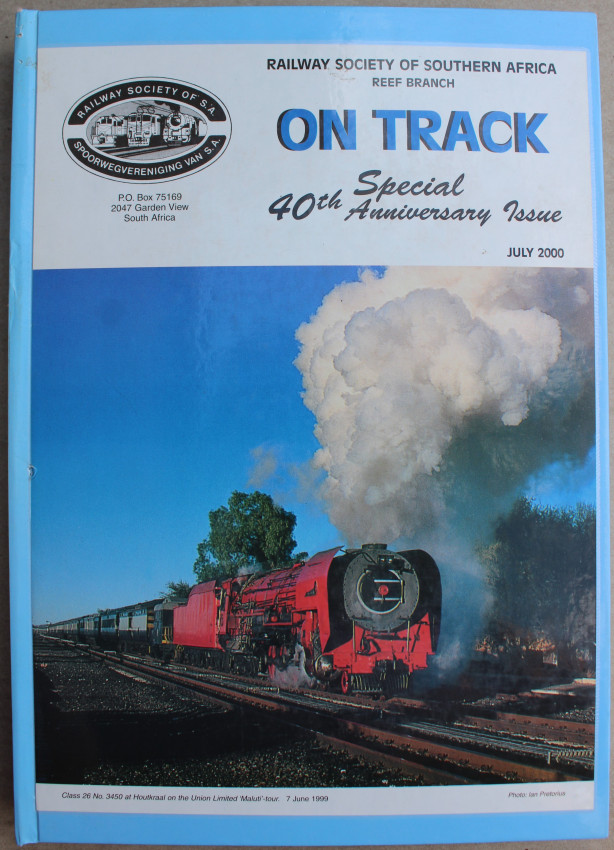 RAILWAY SOCIETY OF SOUTHERN AFRICA
REEF BRANCH
RAILWAY SOCIETY OF S.A.
SPOORWEGVERENIGING VAN S.A.
ON TRACK
P.O. Box 75169
2047 Garden View
South Africa
40th Special
Anniversary Issue
JULY 2000
Class 26 No. 3450 at Houtkraal on the Union Limited 'Maluti'-tour. 7 June 1999
Photo: Ian Pretorius